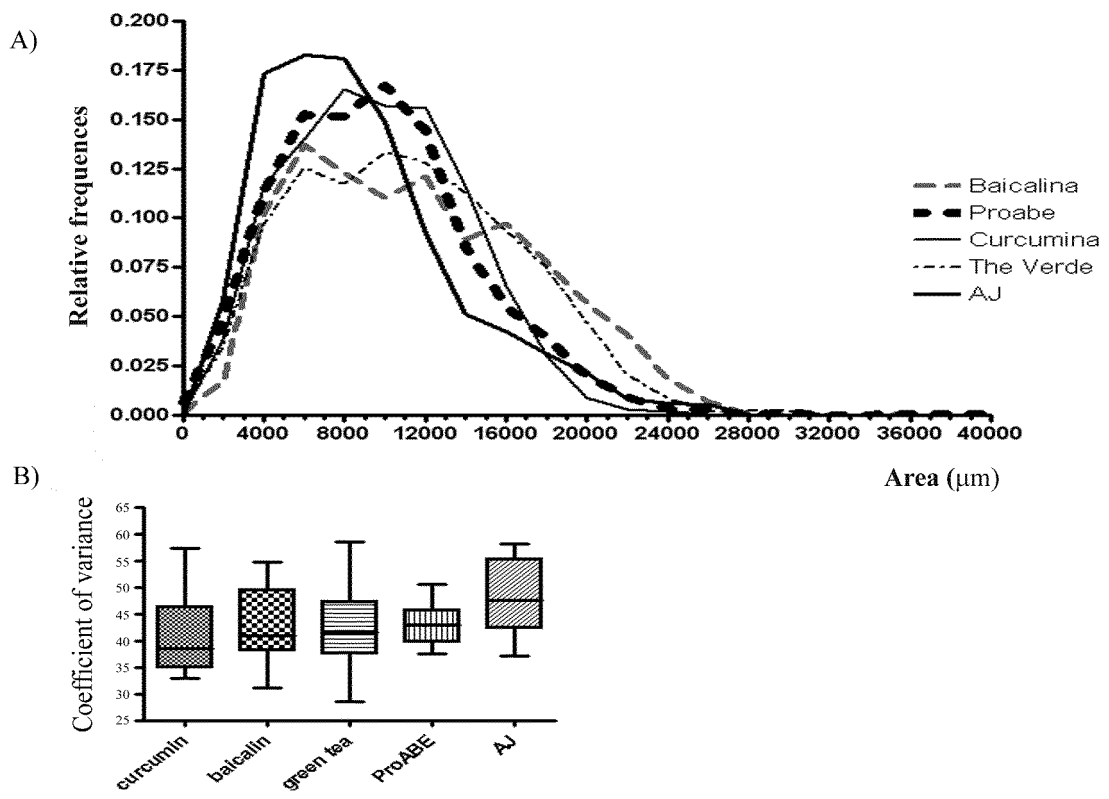 A)
Relative frequences
0.200
0.175
0.150
0.125
0.100
0.075
0.050
0.025
0.000
0 4000 8000 12000 16000 20000 24000 28000 32000 36000 40000
Baicalina
Proabe
Curcumina
The Verde
AJ
Area (μm)
B)
Coefficient of variance
65
60
55
50
45
40
35
30
25
curcumin
baicalin
green tea
ProABE
AJ